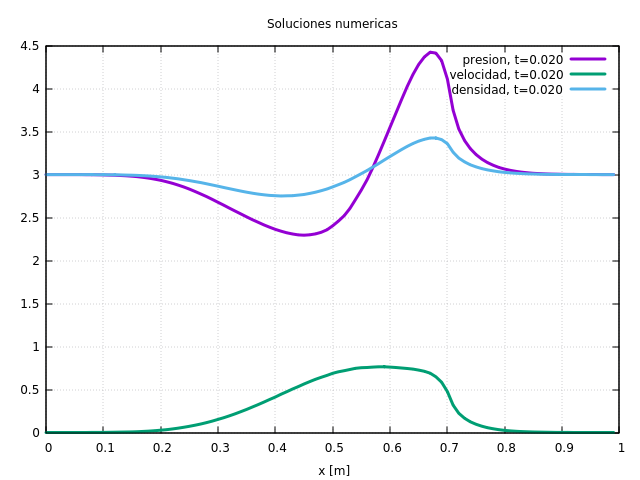 Soluciones numericas
4.5
4
3.5
3
2.5
2
1.5
1
0.5
0
presion, t=0.020
velocidad, t=0.020
densidad, t=0.020
0 0.1 0.2 0.3 0.4 0.5 0.6 0.7 0.8 0.9 1
x [m]